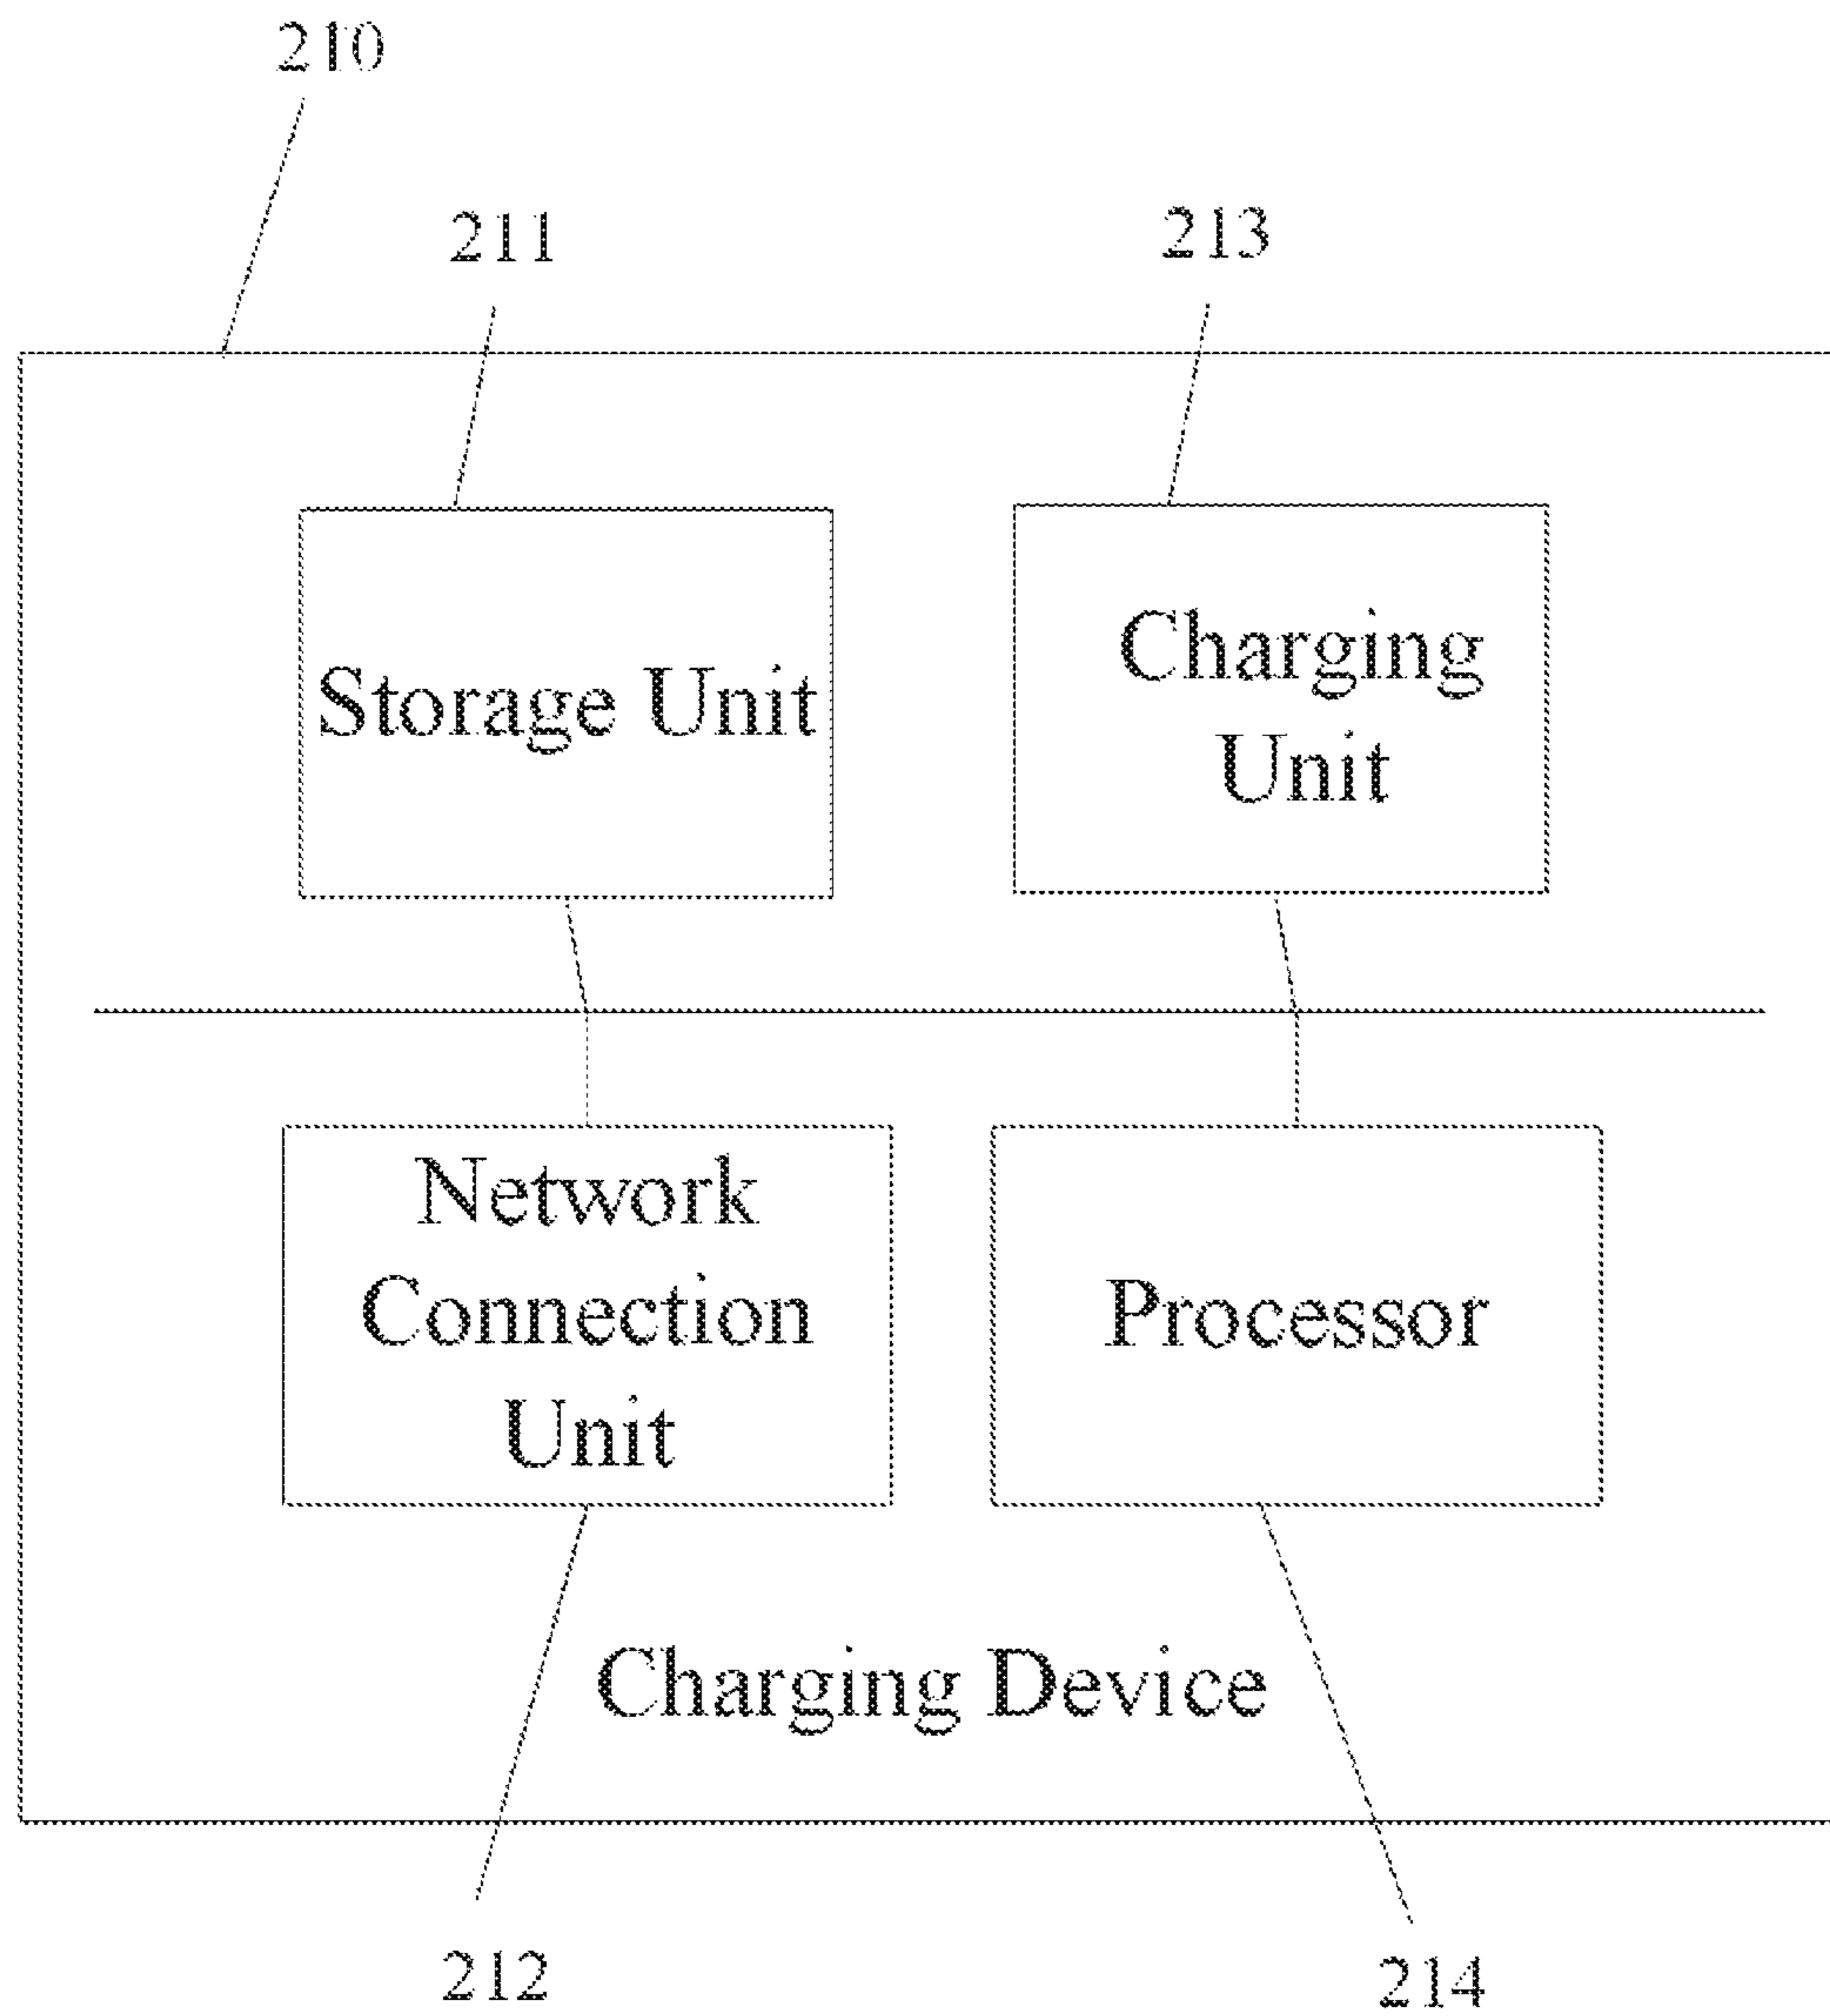 210
211
213
Storage Unit
Charging
Unit
Network
Connection
Unit
Processor
Charging Device
212
214